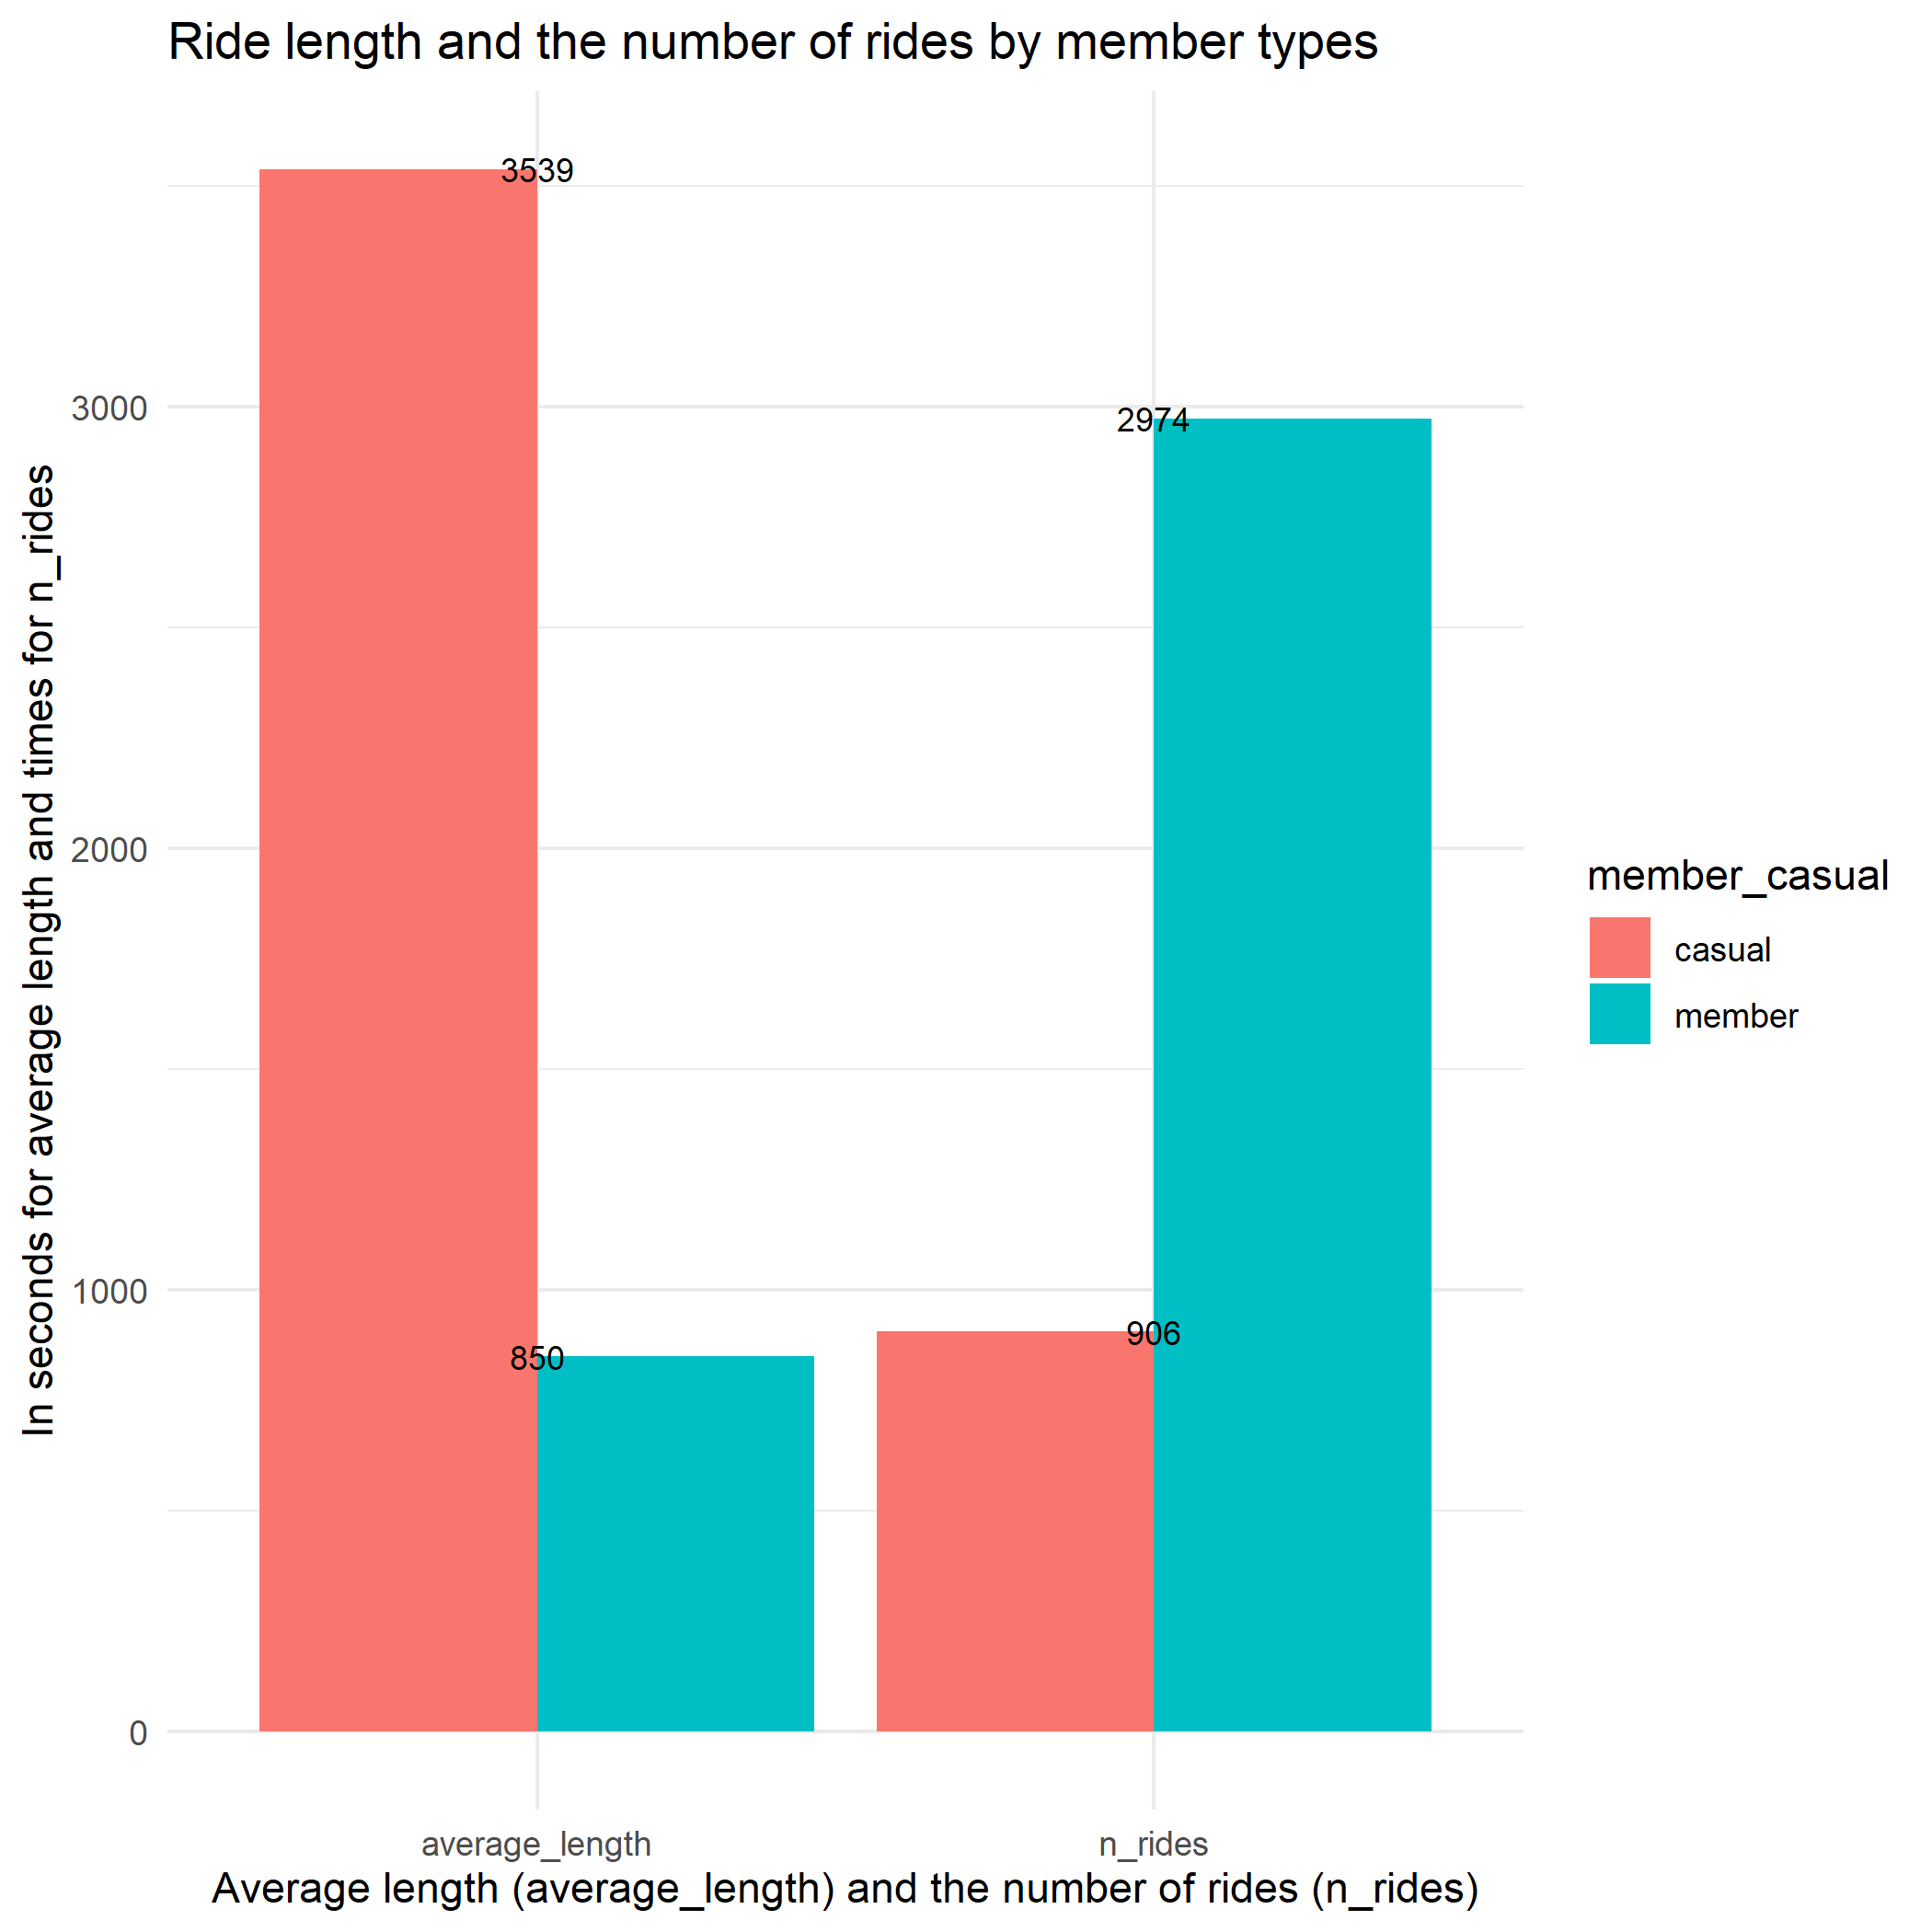 Ride length and the number of rides by member types
In seconds for average length and times for n_rides
3000
2000
1000
0
3539
850
2974
906
average_length
n_rides
Average length (average_length) and the number of rides (n_rides)
member_casual
casual
member